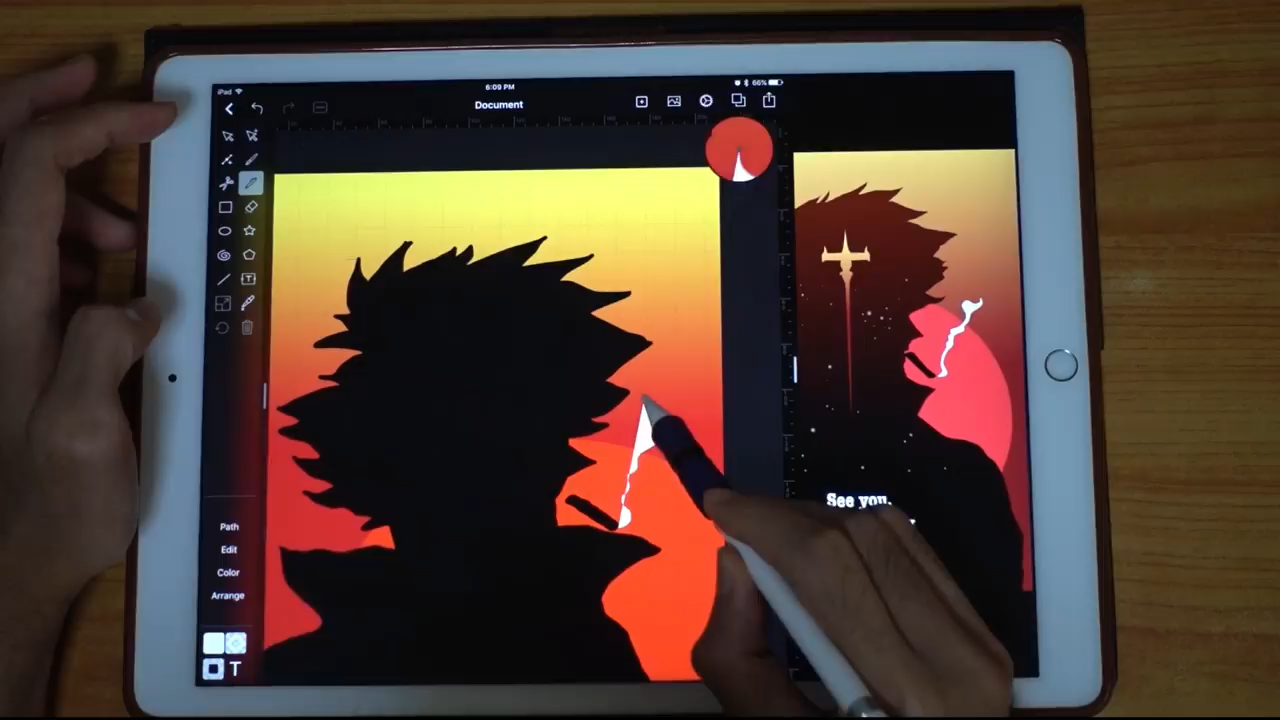 iPad
6:09 PM
66%
Document
T
Path
Edit
Color
Arrange
T
See you,